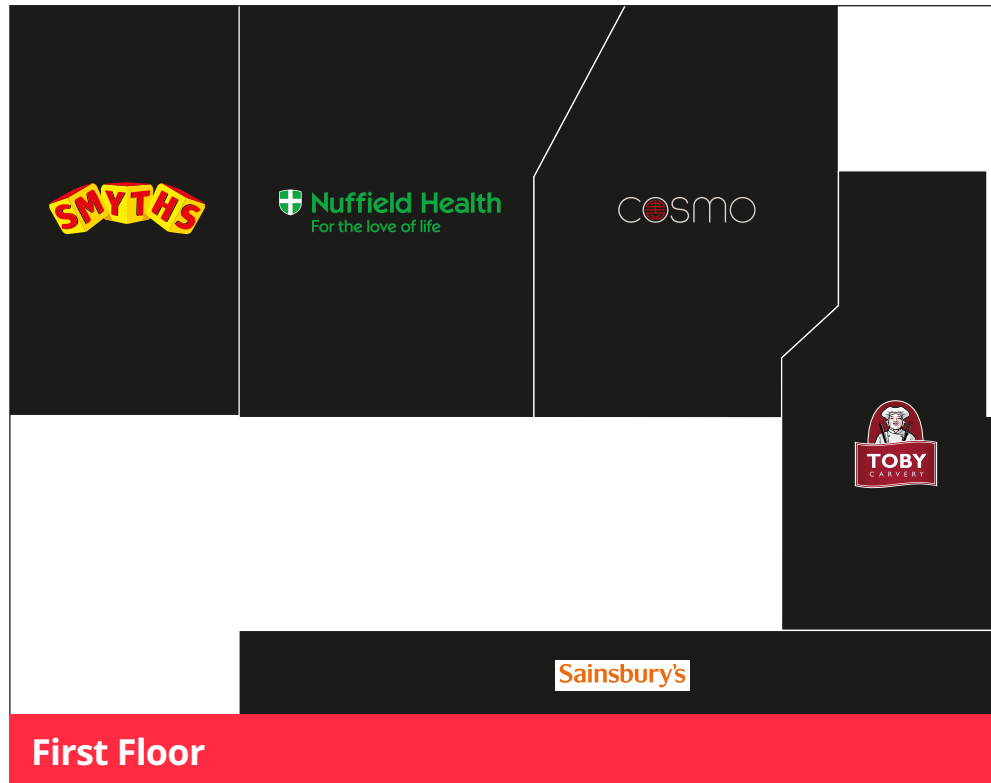 SMYTHS
Nuffield Health
For the love of life
COSMO
TOBY
CARVERY
Sainsbury's
First Floor